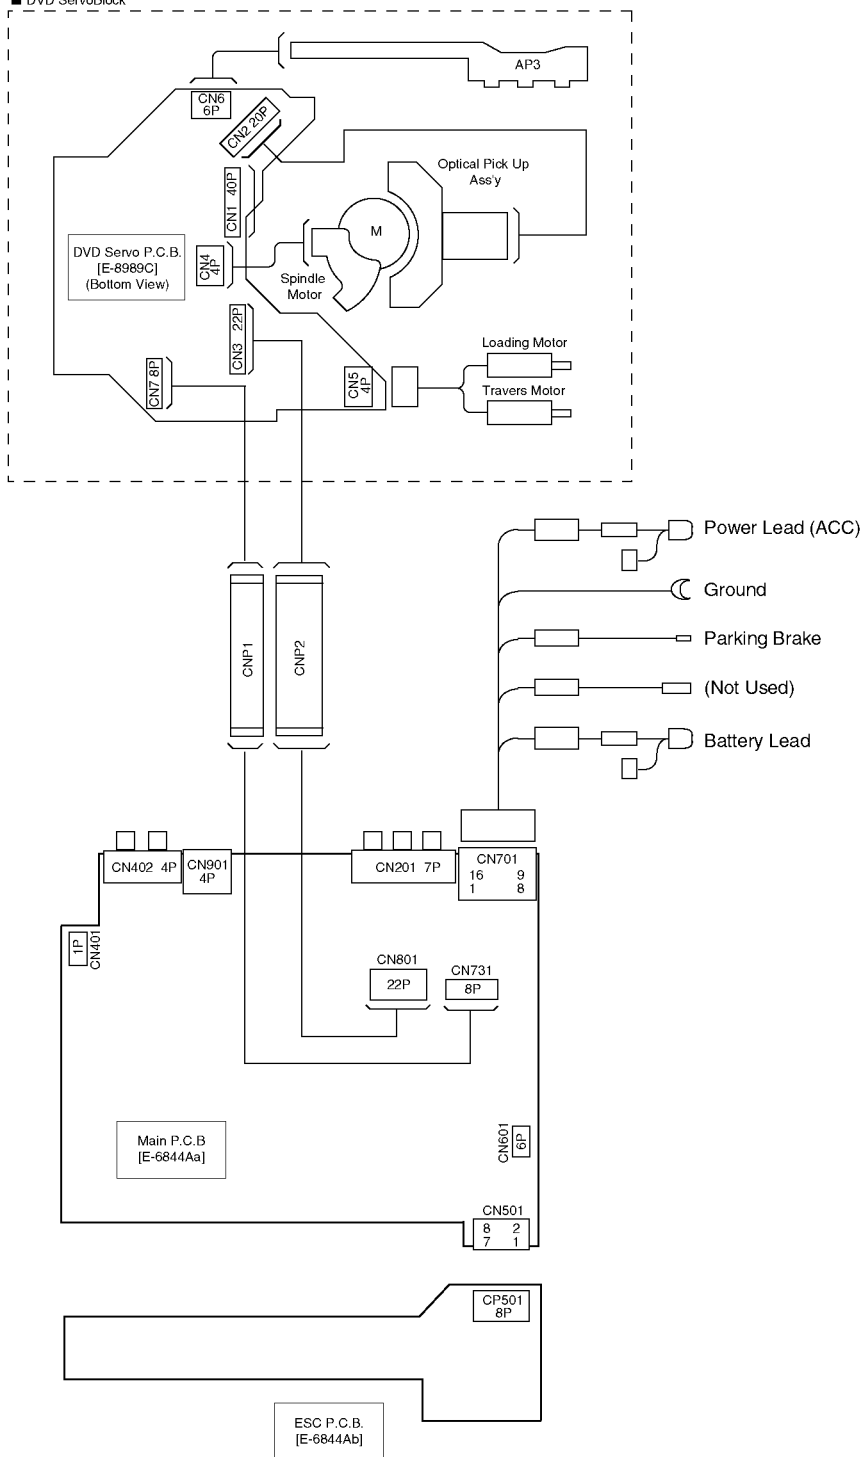 ■ DVD ServoBlock
AP3
CN6
6P
CN2 20P
Optical Pick Up
Ass'y
CN1 40P
M
DVD Servo P.C.B.
[E-8989C]
(Bottom View)
CN4
4P
Spindle
Motor
CN3 22P
Loading Motor
CN7 8P
CN5
4P
Travers Motor
Power Lead (ACC)
Ground
Parking Brake
(Not Used)
Battery Lead
CNP1
CNP2
CN402 4P
CN901
4P
CN201 7P
CN701
16 9
1 8
1P
CN401
CN801
22P
CN731
8P
Main P.C.B
[E-6844Aa]
CN601
6P
CN501
8 2
7 1
CP501
8P
ESC P.C.B.
[E-6844Ab]